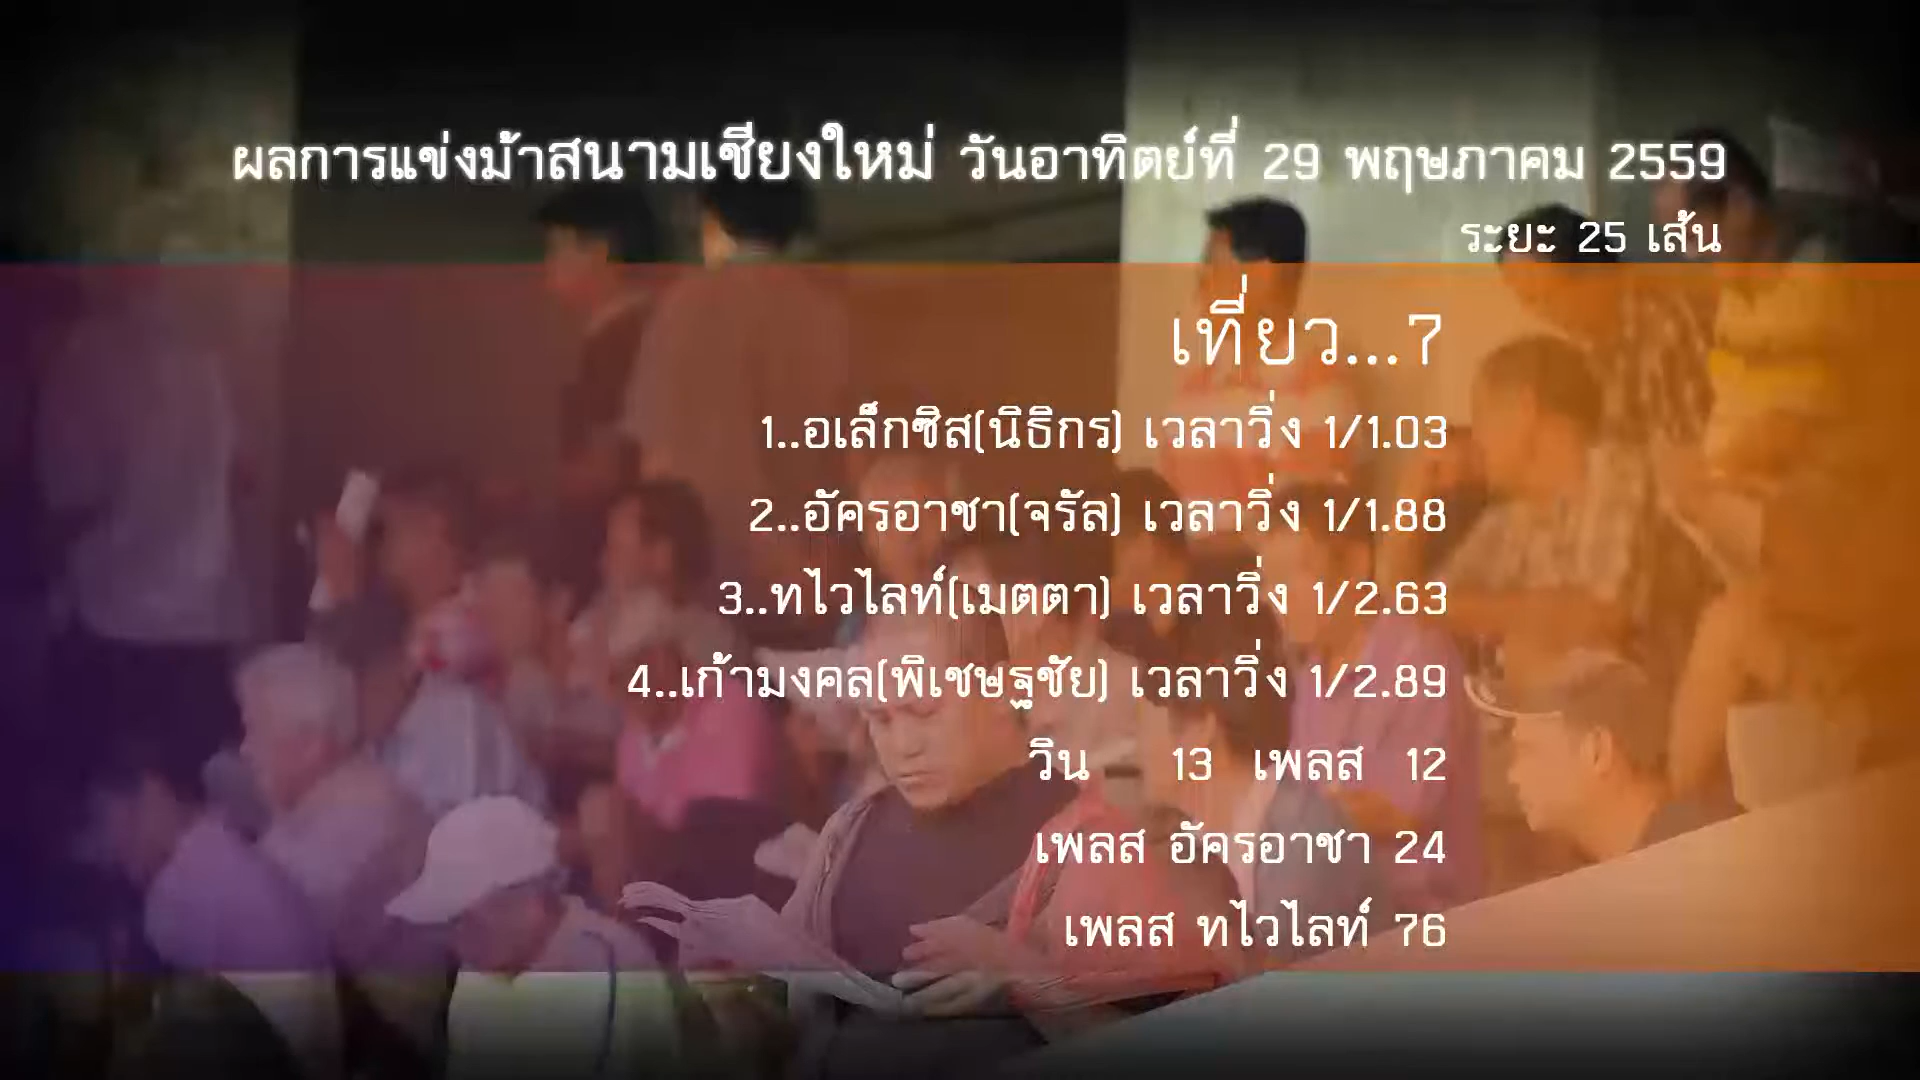 ผลการแข่งม้าสนามเชียงใหม่ วันอาทิตย์ที่ 29 พฤษภาคม 2559
ระยะ 25 เส้น
เที่ยว...7
1..อเล็กซิส(นิธิกร) เวลาวิ่ง 1/1.03
2..อัครอาชา(จรัล) เวลาวิ่ง 1/1.88
3..ทไวไลท์(เมตตา) เวลาวิ่ง 1/2.63
4..เก้ามงคล(พิเชษฐชัย) เวลาวิ่ง 1/2.89
วิน 13 เพลส 12
เพลส อัครอาชา 24
เพลส ทไวไลท์ 76